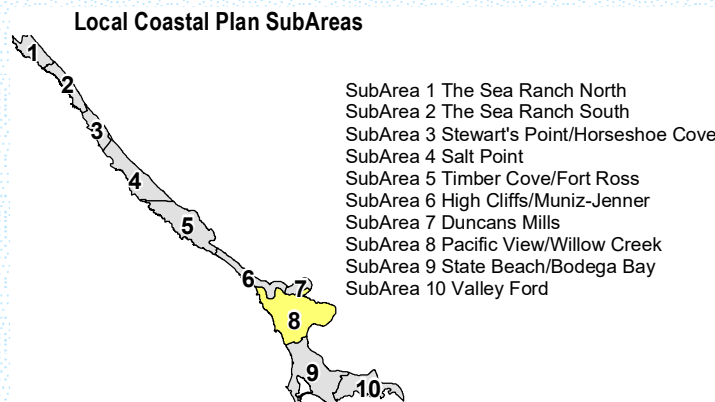 Local Coastal Plan SubAreas
1
2
3
4
5
6
7
8
9
10
SubArea 1 The Sea Ranch North
SubArea 2 The Sea Ranch South
SubArea 3 Stewart's Point/Horseshoe Cove
SubArea 4 Salt Point
SubArea 5 Timber Cove/Fort Ross
SubArea 6 High Cliffs/Muniz-Jenner
SubArea 7 Duncans Mills
SubArea 8 Pacific View/Willow Creek
SubArea 9 State Beach/Bodega Bay
SubArea 10 Valley Ford